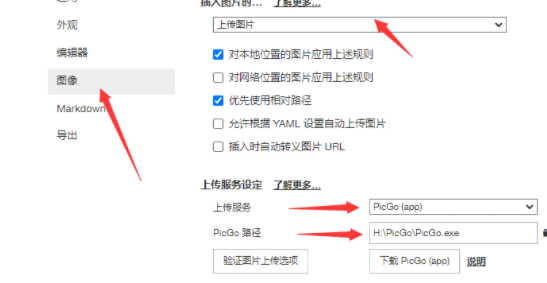 插入图片时... 了解更多...
外观
上传图片
编辑器
对本地位置的图片应用上述规则
图像
对网络位置的图片应用上述规则
优先使用相对路径
Markdown
允许根据 YAML 设置自动上传图片
导出
插入时自动转义图片 URL
上传服务设定 了解更多...
上传服务 PicGo (app)
PicGo 路径 H:\PicGo\PicGo.exe
验证图片上传选项 下载 PicGo (app) 说明